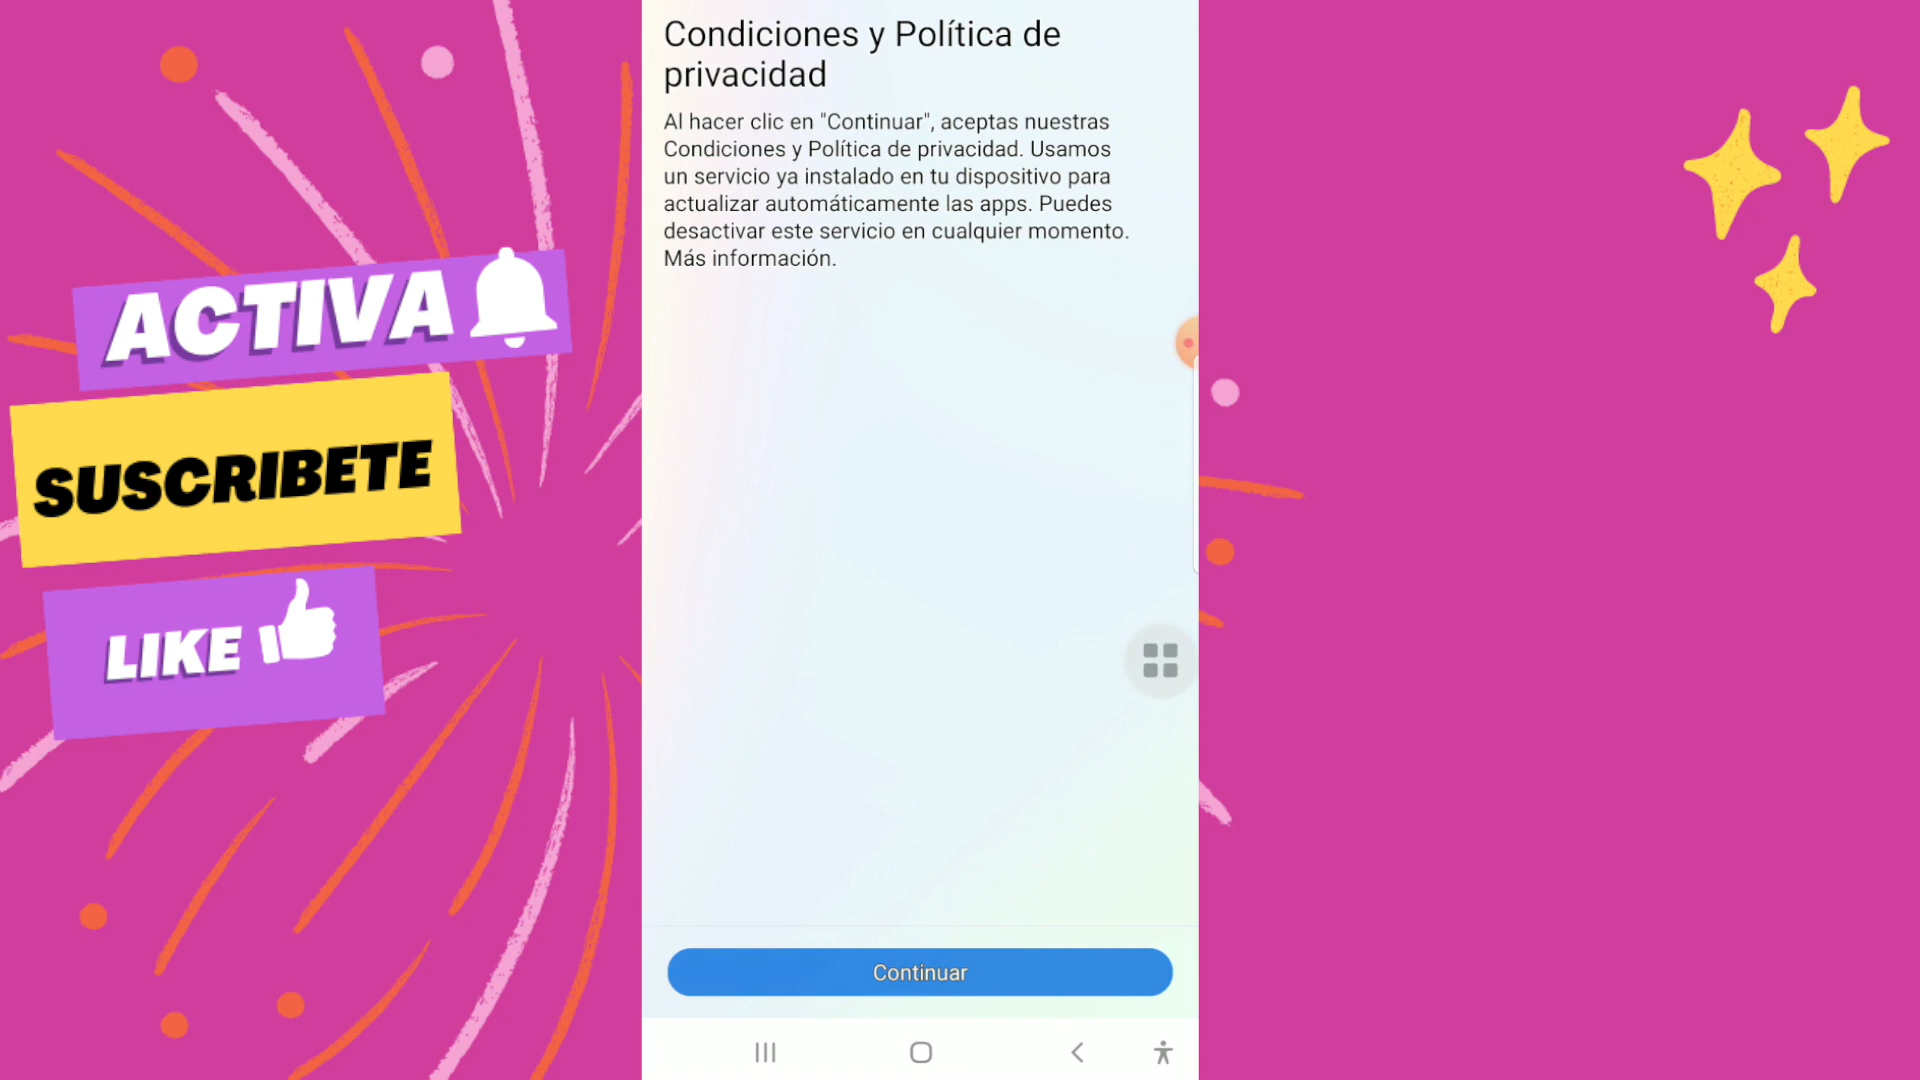 ACTIVA
SUSCRIBETE
LIKE
Condiciones y Política de
privacidad
Al hacer clic en "Continuar", aceptas nuestras
Condiciones y Política de privacidad. Usamos
un servicio ya instalado en tu dispositivo para
actualizar automáticamente las apps. Puedes
desactivar este servicio en cualquier momento.
Más información.
Continuar